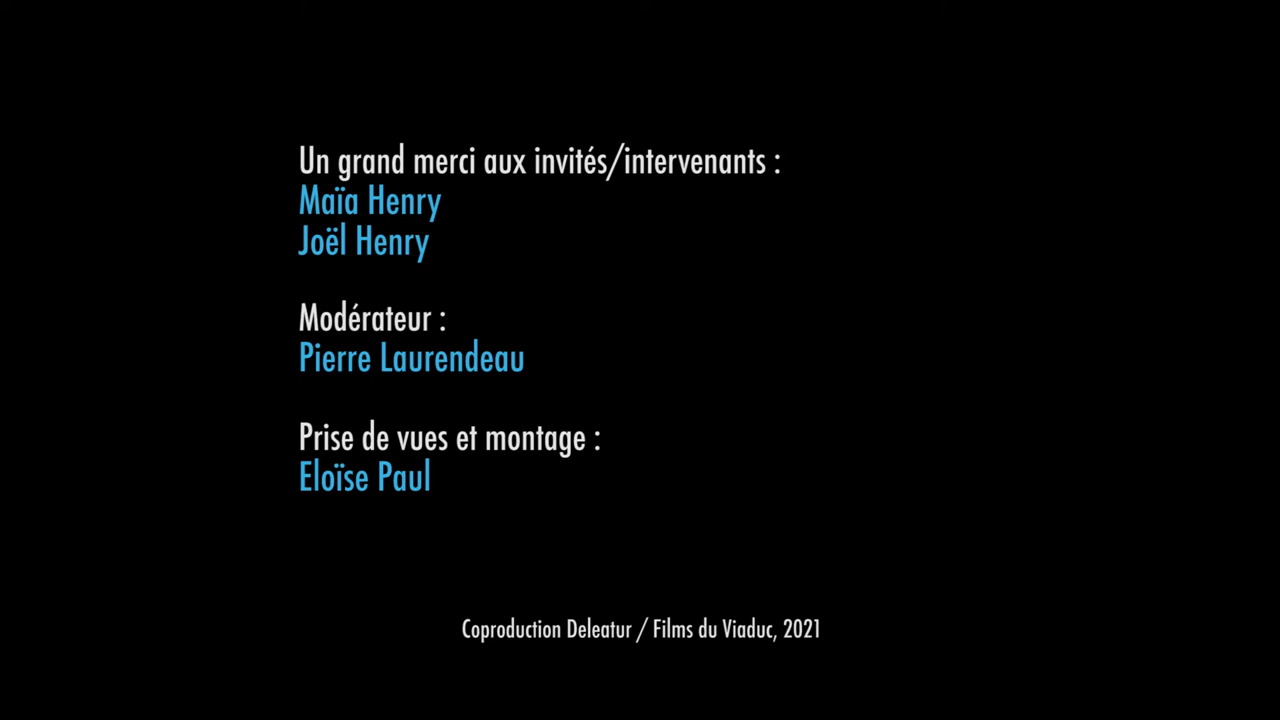 Un grand merci aux invités/intervenants :
Maïa Henry
Joël Henry
Modérateur :
Pierre Laurendeau
Prise de vues et montage :
Eloïse Paul
Coproduction Deleatur / Films du Viaduc, 2021